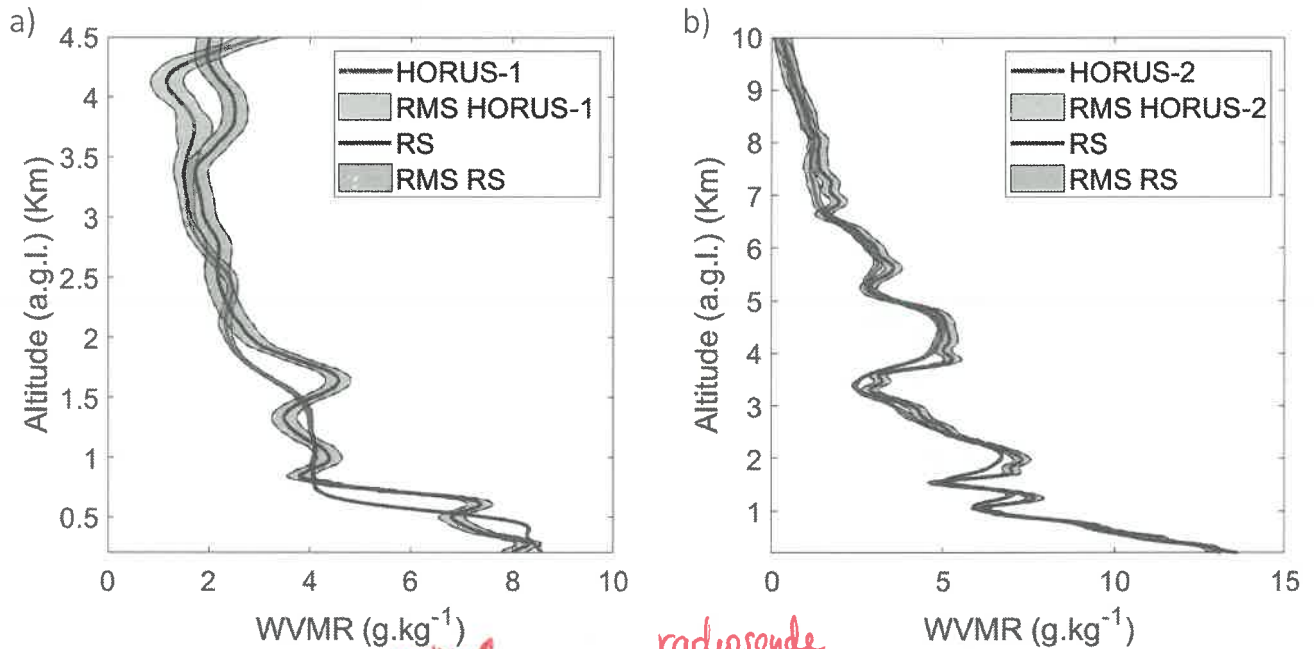 a)
4.5
4
3.5
3
2.5
2
1.5
1
0.5
Altitude (a.g.l.) (Km)
HORUS-1
RMS HORUS-1
RS
RMS RS
0 2 4 6 8 10
WVMR (g.kg-1)
b)
10
9
8
7
6
5
4
3
2
1
Altitude (a.g.l.) (Km)
HORUS-2
RMS HORUS-2
RS
RMS RS
0 5 10 15
WVMR (g.kg-1)
radiosonde